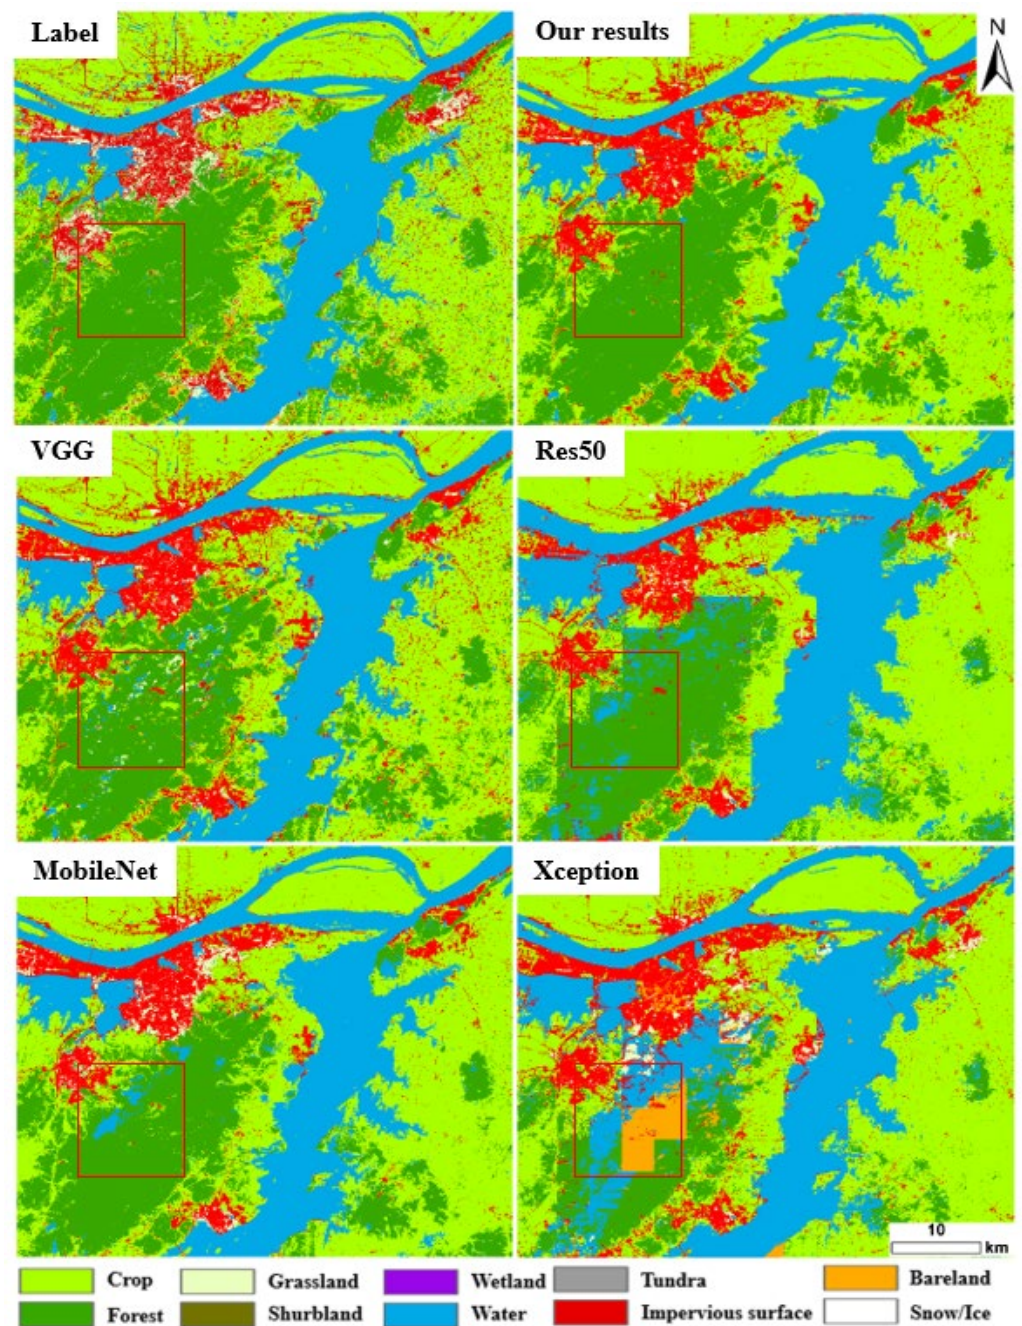 Label
Our results
N
VGG
Res50
MobileNet
Xception
10
km
Crop Grassland Wetland Tundra Bareland
Forest Shurbland Water Impervious surface Snow/Ice